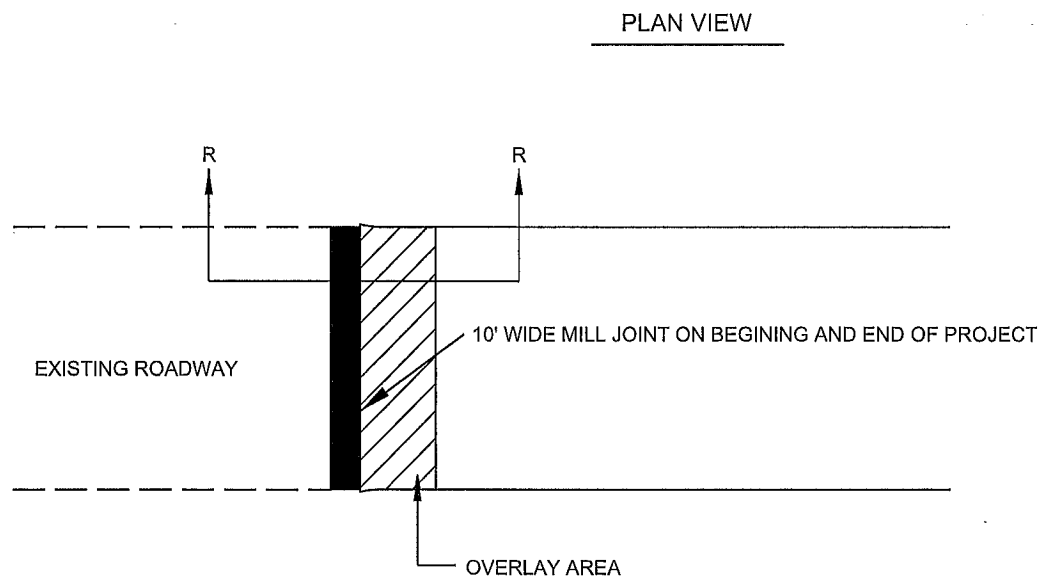 PLAN VIEW
R R
10' WIDE MILL JOINT ON BEGINING AND END OF PROJECT
EXISTING ROADWAY
OVERLAY AREA